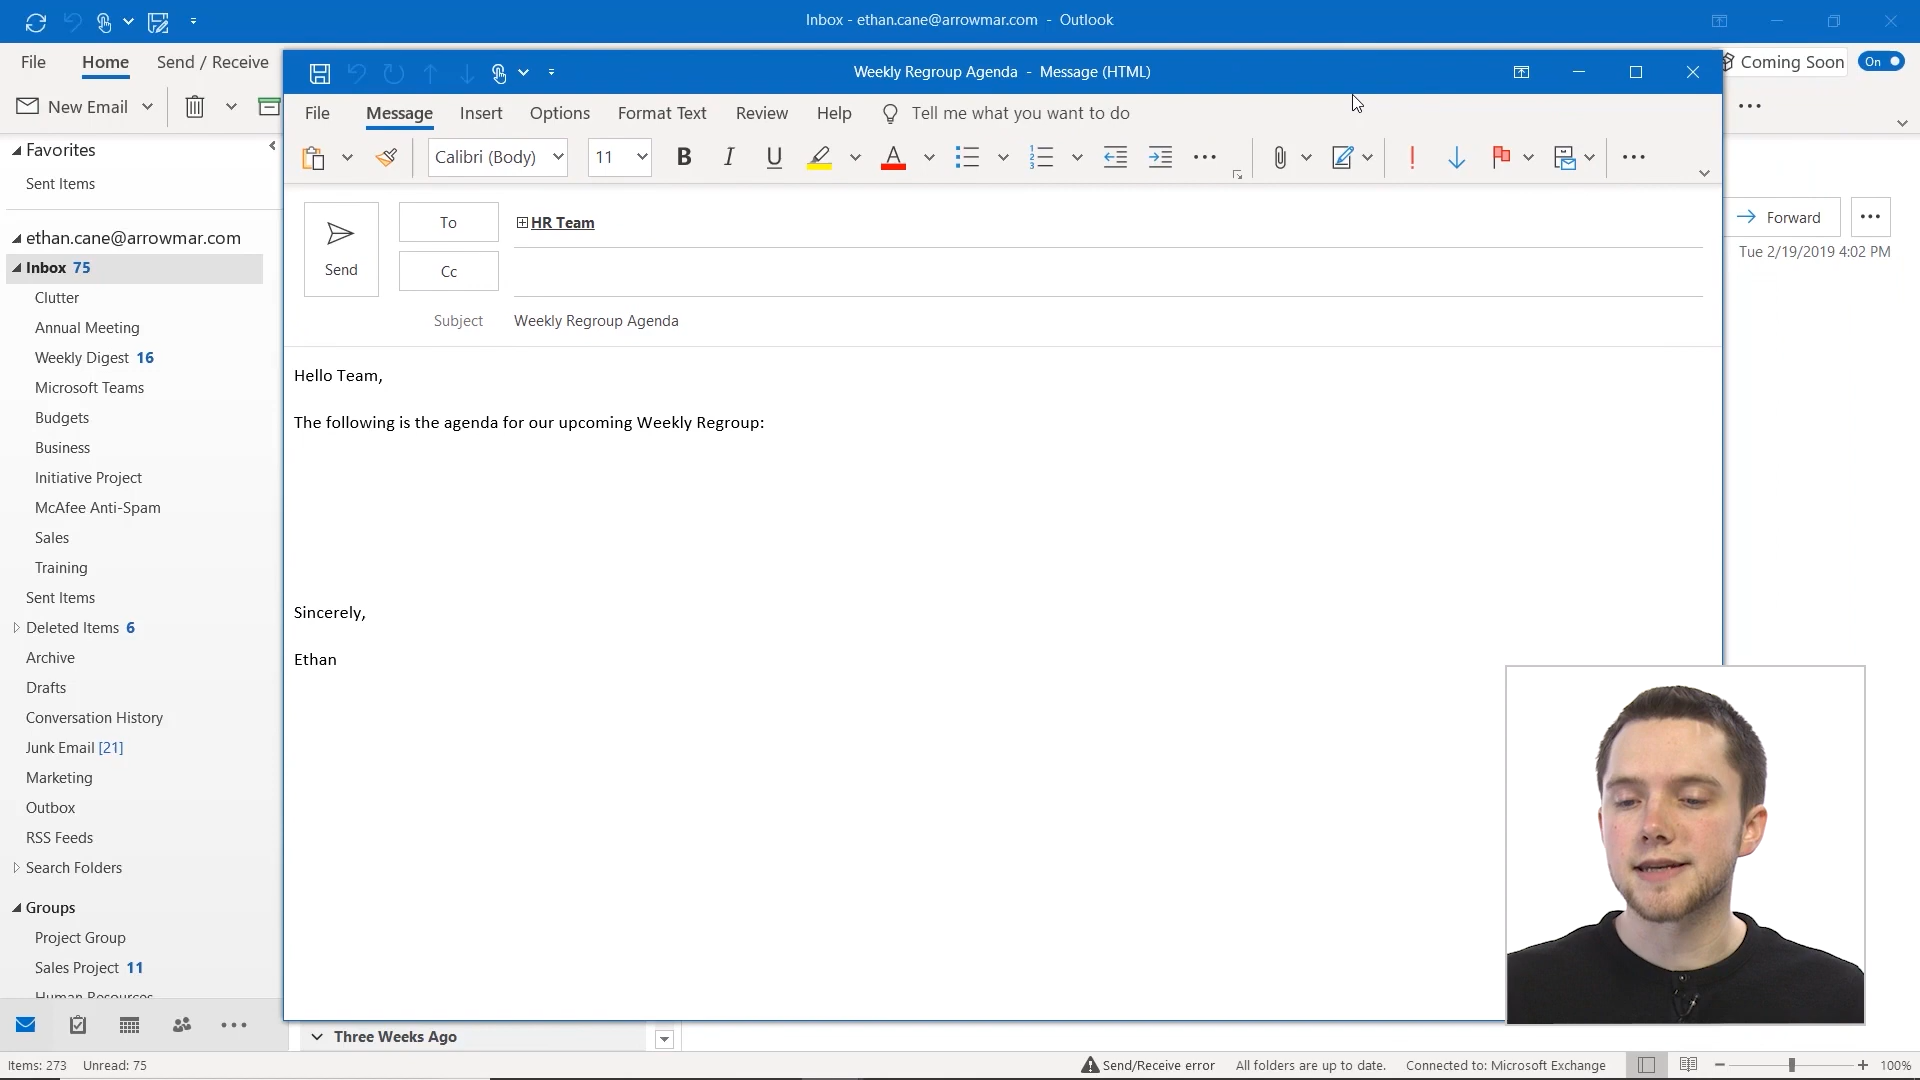 Inbox - ethan.cane@arrowmar.com - Outlook
File Home Send / Receive
Coming Soon On
New Email
Weekly Regroup Agenda - Message (HTML)
File Message Insert Options Format Text Review Help Tell me what you want to do
Calibri (Body) 11 B I U A
Send
To HR Team
Cc
Subject Weekly Regroup Agenda
Forward
Tue 2/19/2019 4:02 PM
Hello Team,
The following is the agenda for our upcoming Weekly Regroup:
Sincerely,
Ethan
Favorites
Sent Items
ethan.cane@arrowmar.com
Inbox 75
Clutter
Annual Meeting
Weekly Digest 16
Microsoft Teams
Budgets
Business
Initiative Project
McAfee Anti-Spam
Sales
Training
Sent Items
Deleted Items 6
Archive
Drafts
Conversation History
Junk Email [21]
Marketing
Outbox
RSS Feeds
Search Folders
Groups
Project Group
Sales Project 11
Human Resources
Three Weeks Ago
Items: 273 Unread: 75
Send/Receive error All folders are up to date. Connected to: Microsoft Exchange 100%